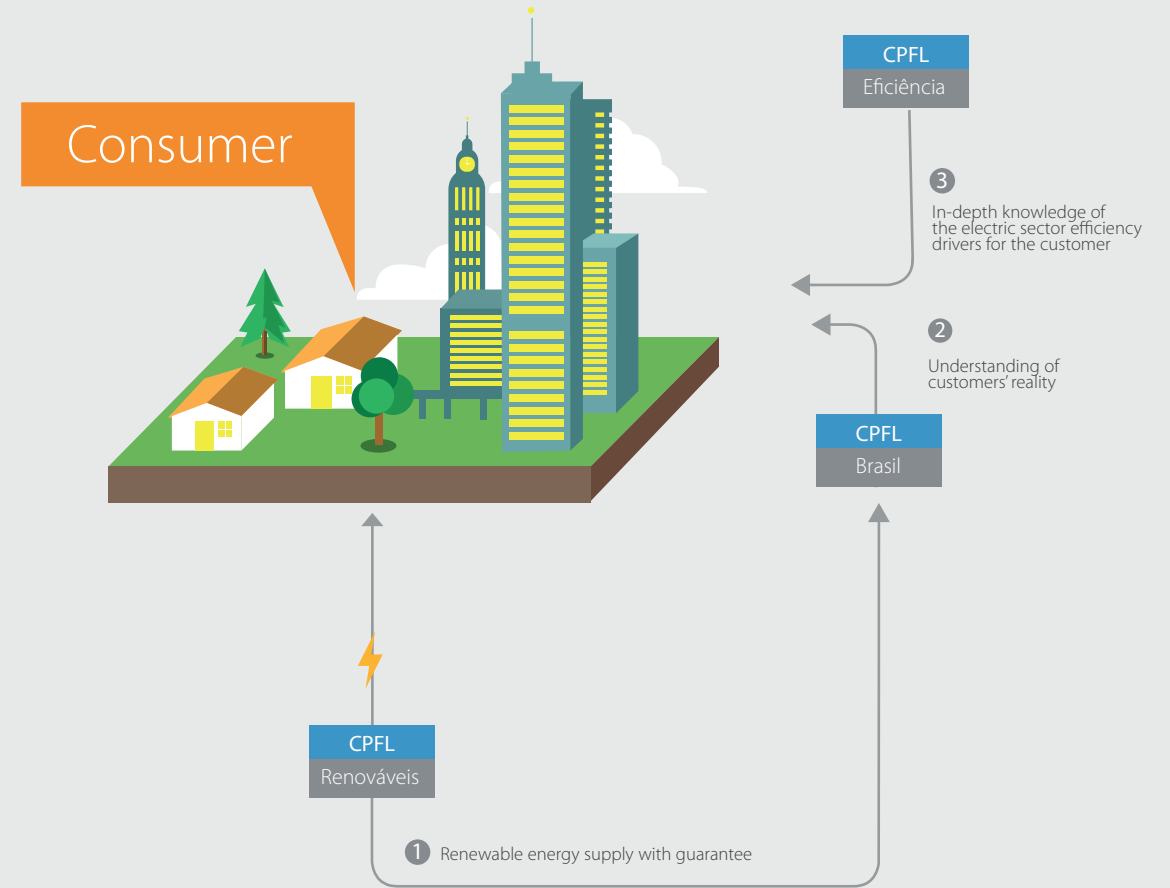 Consumer
CPFL
Eficiência
3
In-depth knowledge of
the electric sector efficiency
drivers for the customer
2
Understanding of
customers' reality
CPFL
Brasil
CPFL
Renováveis
1 Renewable energy supply with guarantee